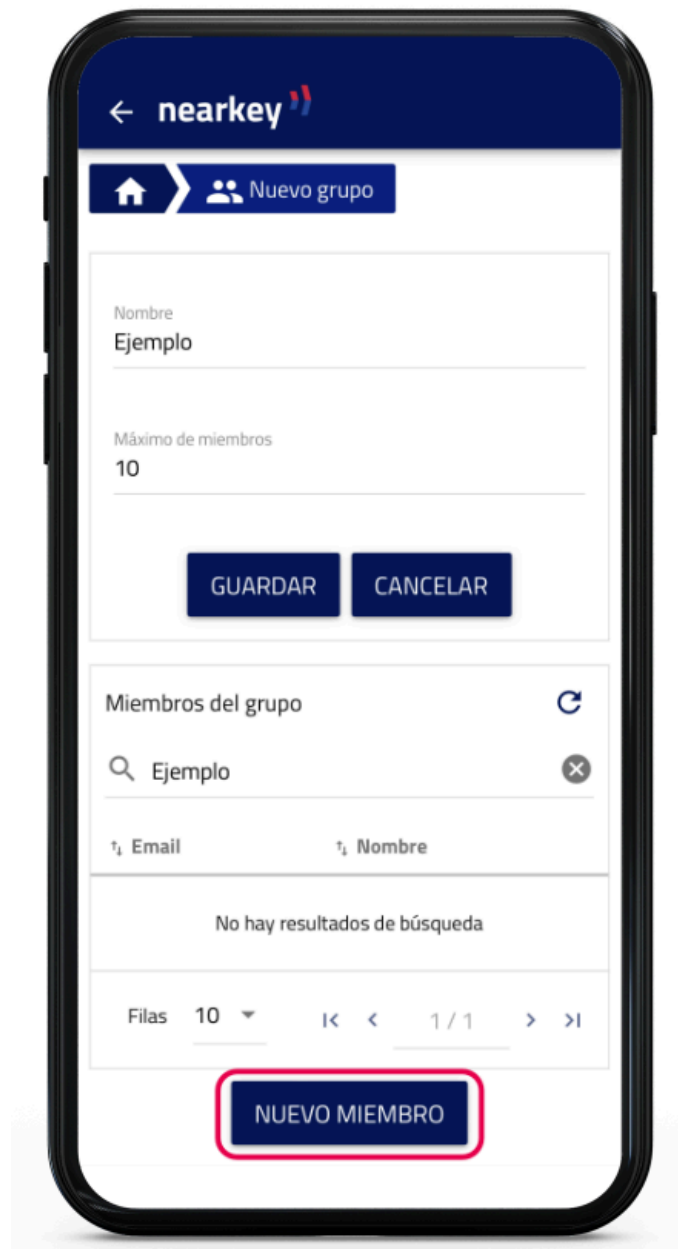 nearkey
Nuevo grupo
Nombre
Ejemplo
Máximo de miembros
10
GUARDAR CANCELAR
Miembros del grupo
Ejemplo
Email Nombre
No hay resultados de búsqueda
Filas 10 1 / 1
NUEVO MIEMBRO